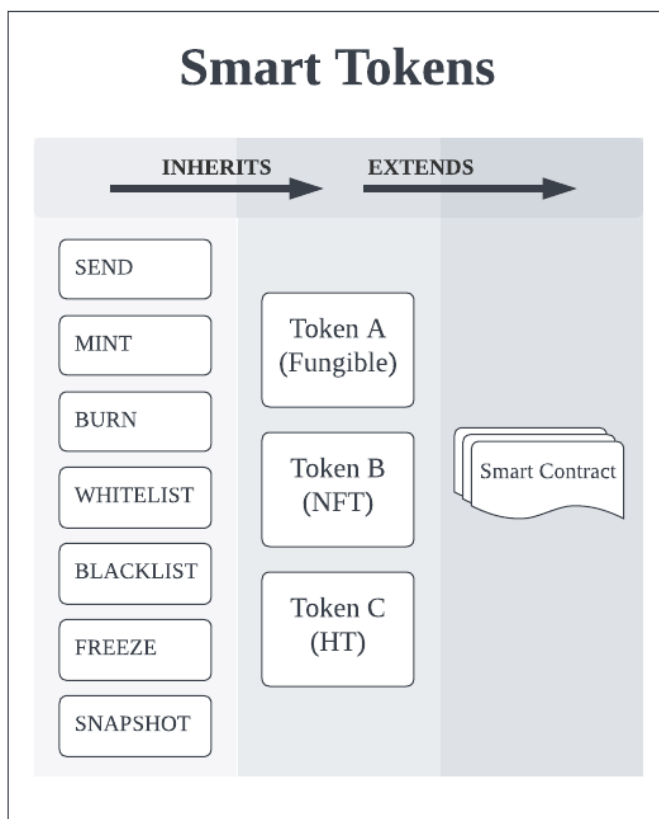 Smart Tokens
INHERITS
EXTENDS
SEND
MINT
BURN
WHITELIST
BLACKLIST
FREEZE
SNAPSHOT
Token A
(Fungible)
Token B
(NFT)
Token C
(HT)
Smart Contract